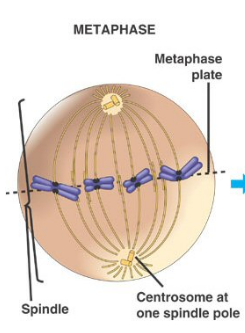 METAPHASE
Metaphase
plate
Spindle
Centrosome at
one spindle pole